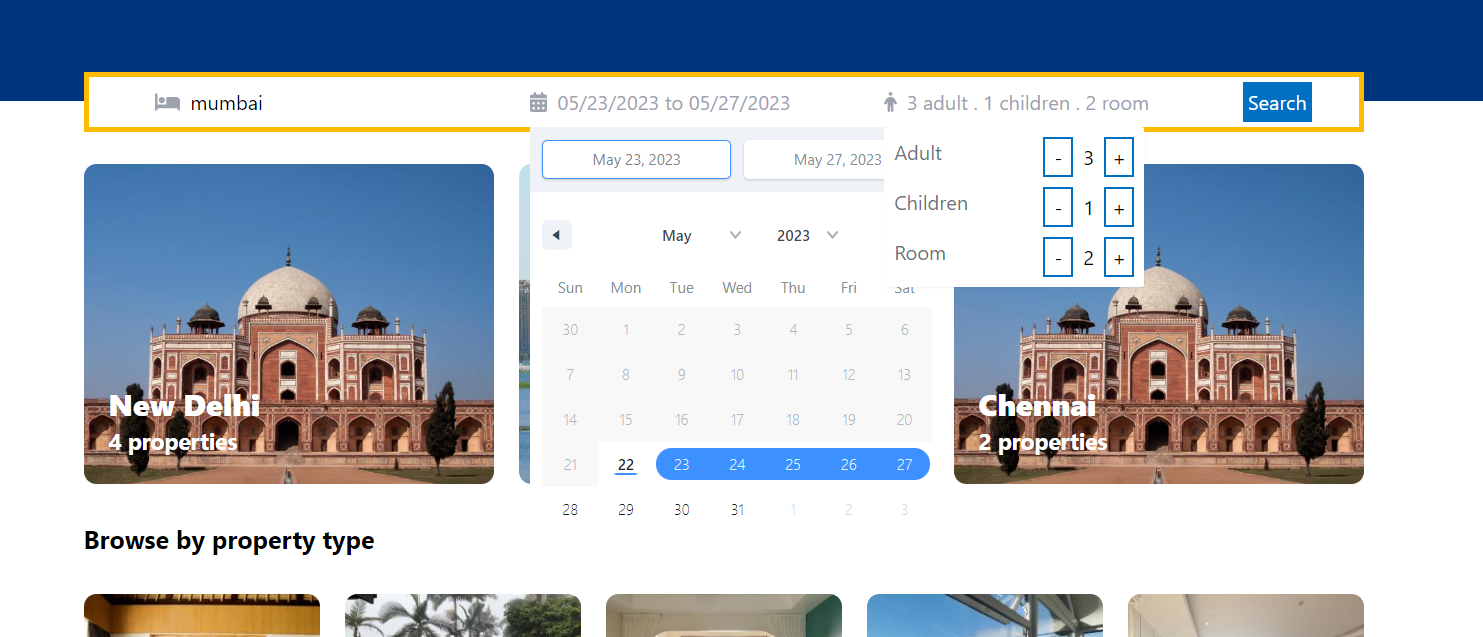 mumbai 05/23/2023 to 05/27/2023 3 adult . 1 children . 2 room Search
May 23, 2023 May 27, 2023
Adult - 3 +
Children - 1 +
Room - 2 +
May 2023
Sun Mon Tue Wed Thu Fri Sat
30 1 2 3 4 5 6
7 8 9 10 11 12 13
14 15 16 17 18 19 20
21 22 23 24 25 26 27
28 29 30 31 1 2 3
New Delhi
4 properties
Chennai
2 properties
Browse by property type